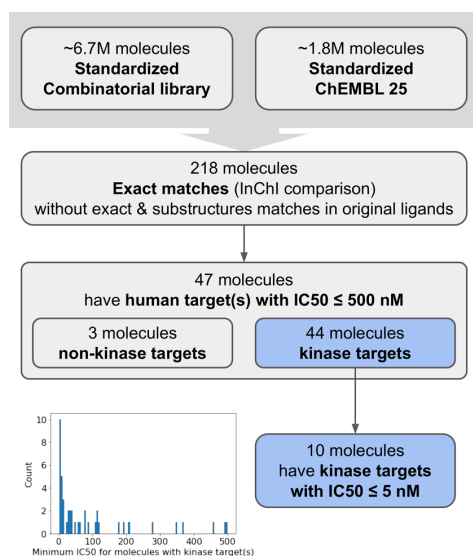 ~6.7M molecules
Standardized
Combinatorial library
~1.8M molecules
Standardized
ChEMBL 25
218 molecules
Exact matches (InChI comparison)
without exact & substructures matches in original ligands
47 molecules
have human target(s) with IC50 ≤ 500 nM
3 molecules
non-kinase targets
44 molecules
kinase targets
10 molecules
have kinase targets
with IC50 ≤ 5 nM
10
8
6
4
2
0
Count
0 100 200 300 400 500
Minimum IC50 for molecules with kinase target(s)